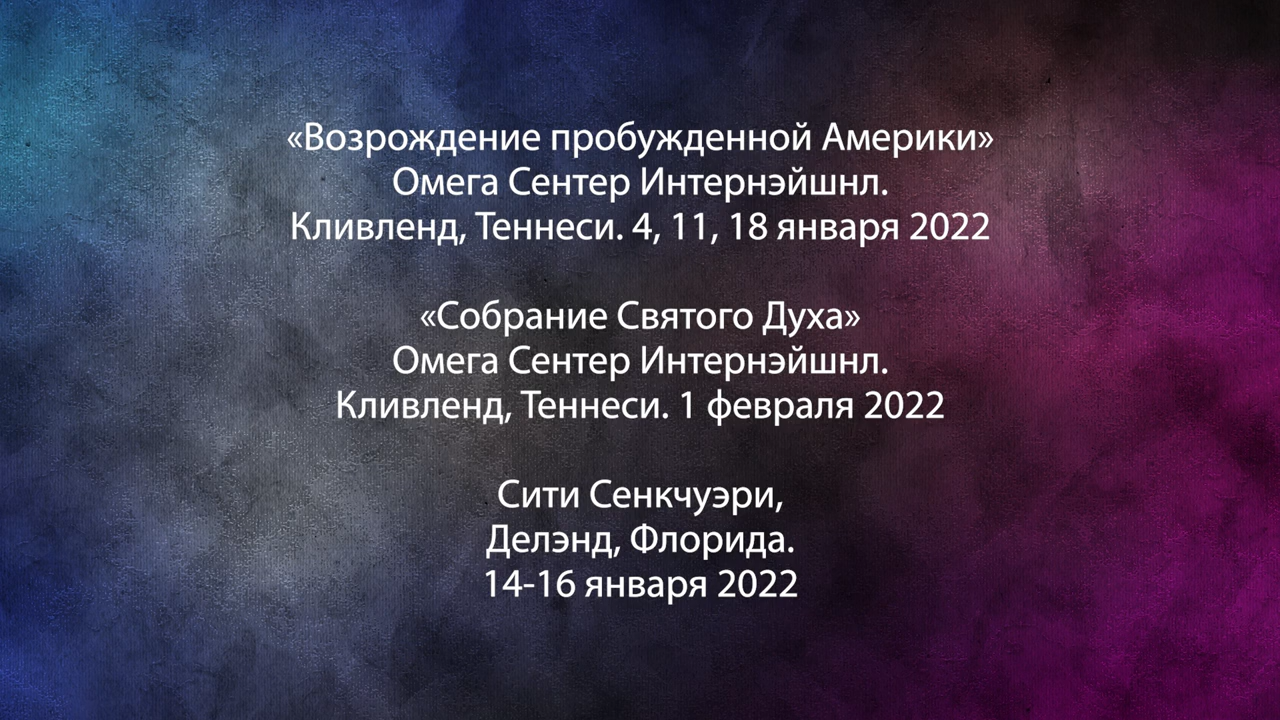 «Возрождение пробужденной Америки»
Омега Сентер Интернэйшнл.
Кливленд, Теннеси. 4, 11, 18 января 2022
«Собрание Святого Духа»
Омега Сентер Интернэйшнл.
Кливленд, Теннеси. 1 февраля 2022
Сити Сенкчуэри,
Делэнд, Флорида.
14-16 января 2022